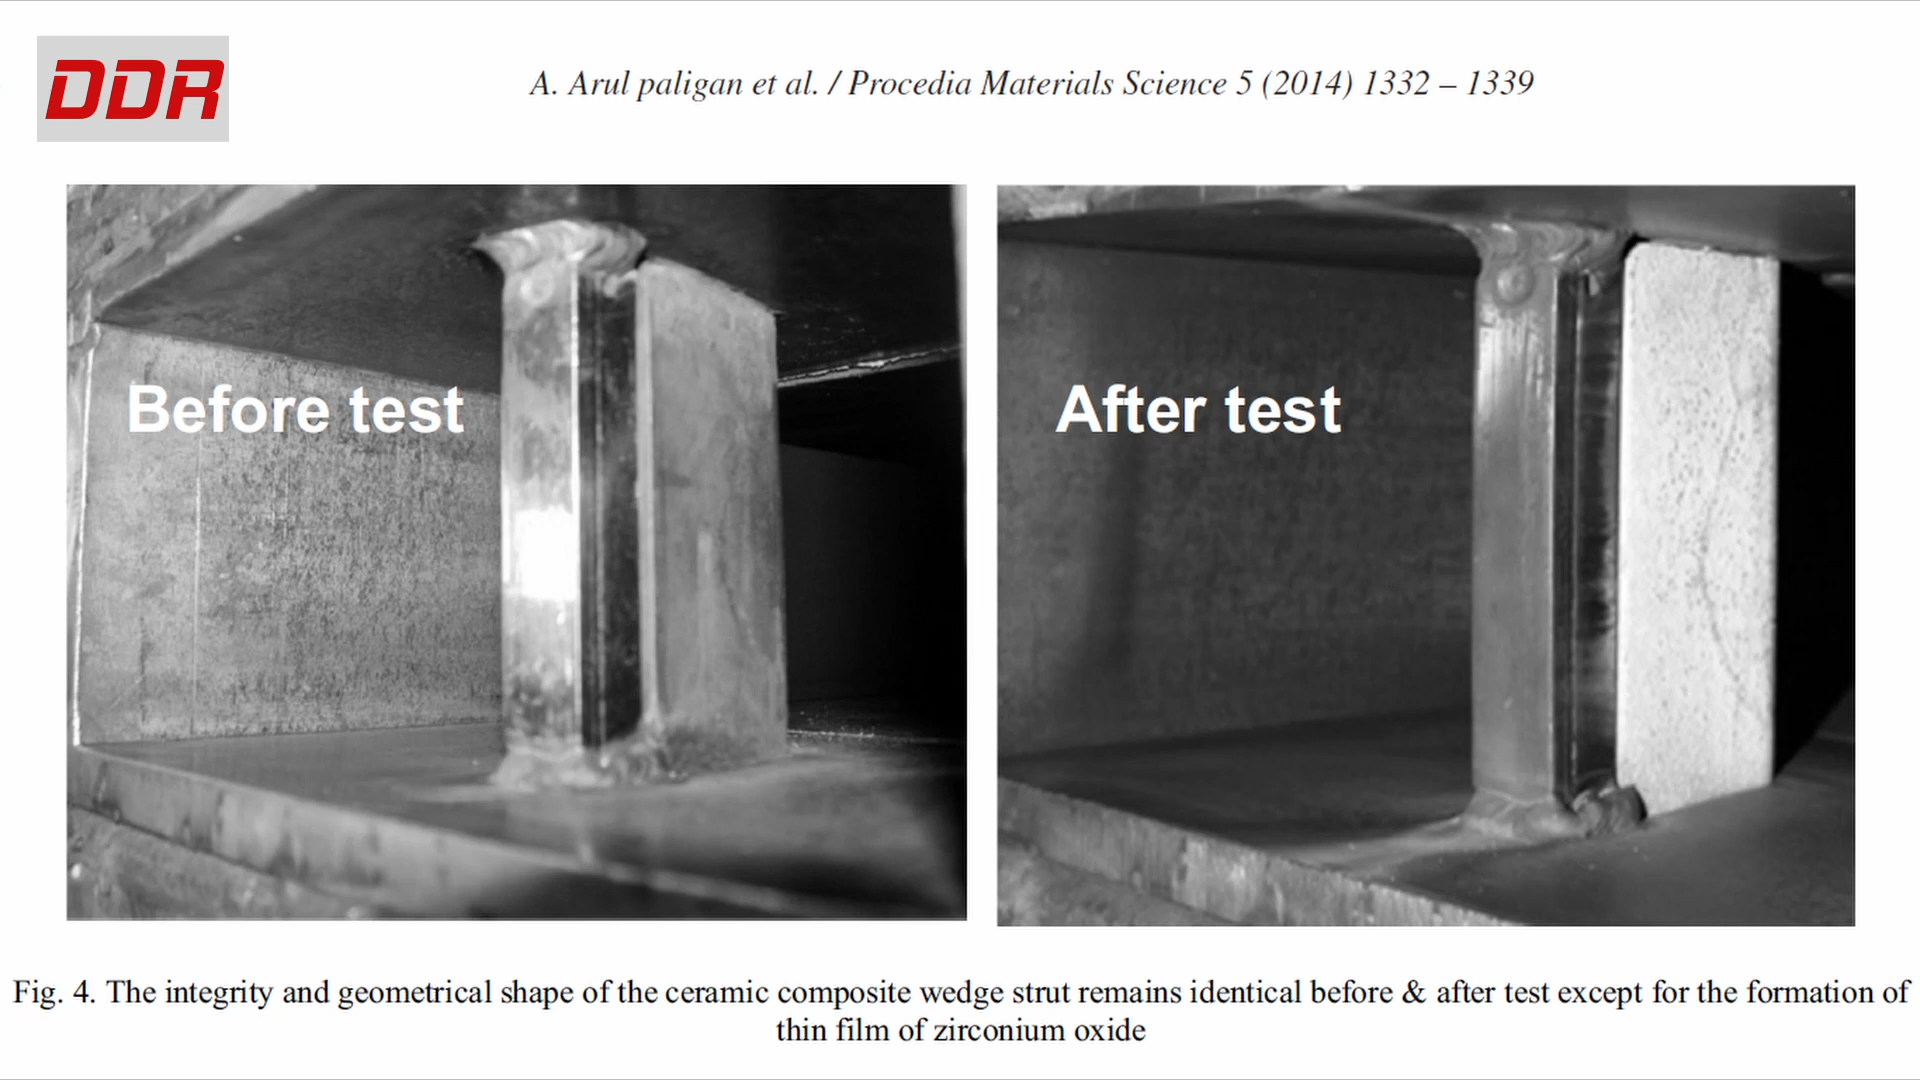 DDR
A. Arul paligan et al. / Procedia Materials Science 5 (2014) 1332 – 1339
Before test
After test
Fig. 4. The integrity and geometrical shape of the ceramic composite wedge strut remains identical before & after test except for the formation of
thin film of zirconium oxide